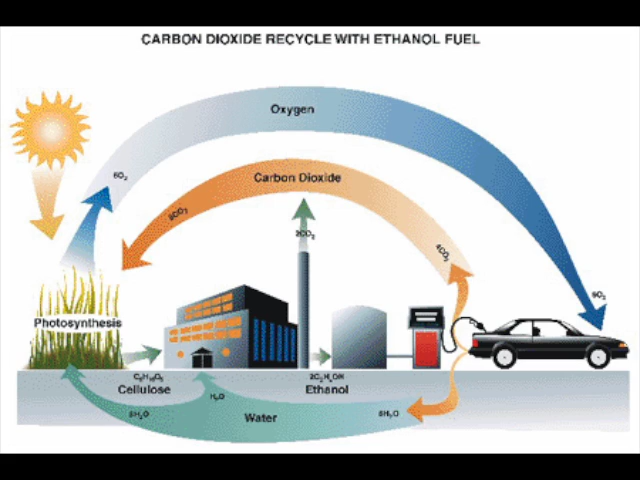 CARBON DIOXIDE RECYCLE WITH ETHANOL FUEL
Oxygen
6O₂
Carbon Dioxide
6CO₂
2CO₂
4CO₂
6O₂
Photosynthesis
C₆H₁₀O₅
Cellulose
2C₂H₅OH
Ethanol
H₂O
5H₂O
Water
6H₂O